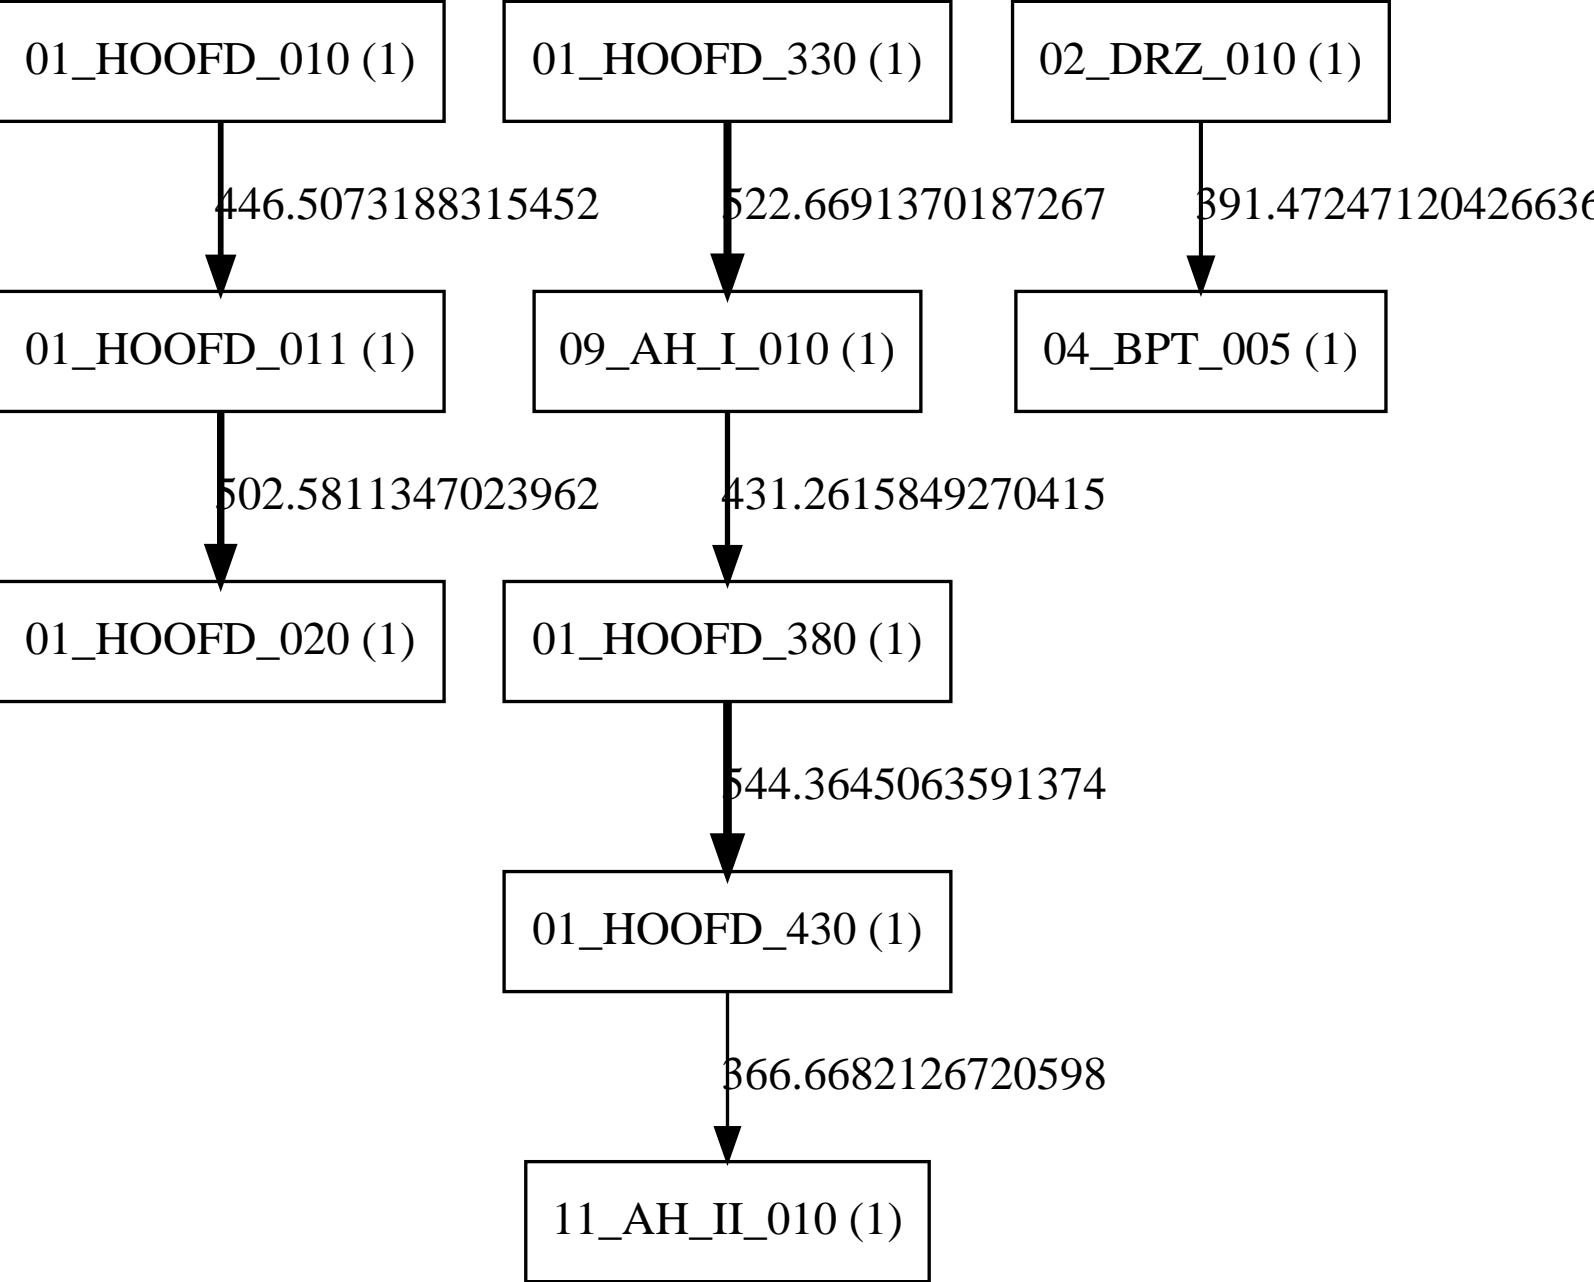 01_HOOFD_010 (1)
01_HOOFD_330 (1)
02_DRZ_010 (1)
446.5073188315452
522.6691370187267
391.47247120426636
01_HOOFD_011 (1)
09_AH_I_010 (1)
04_BPT_005 (1)
502.5811347023962
431.2615849270415
01_HOOFD_020 (1)
01_HOOFD_380 (1)
544.3645063591374
01_HOOFD_430 (1)
366.6682126720598
11_AH_II_010 (1)